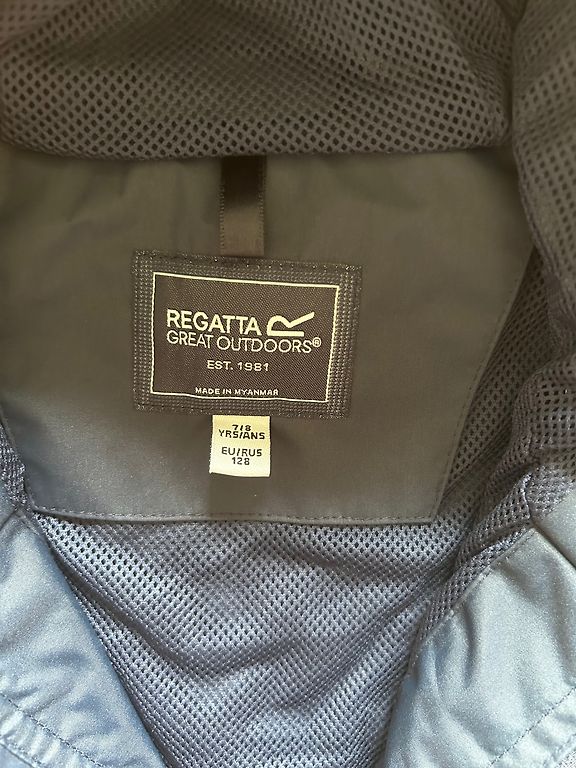 REGATTA
GREAT OUTDOORS®
EST. 1981
MADE IN MYANMAR
7/8
YRS/ANS
EU/RUS
128